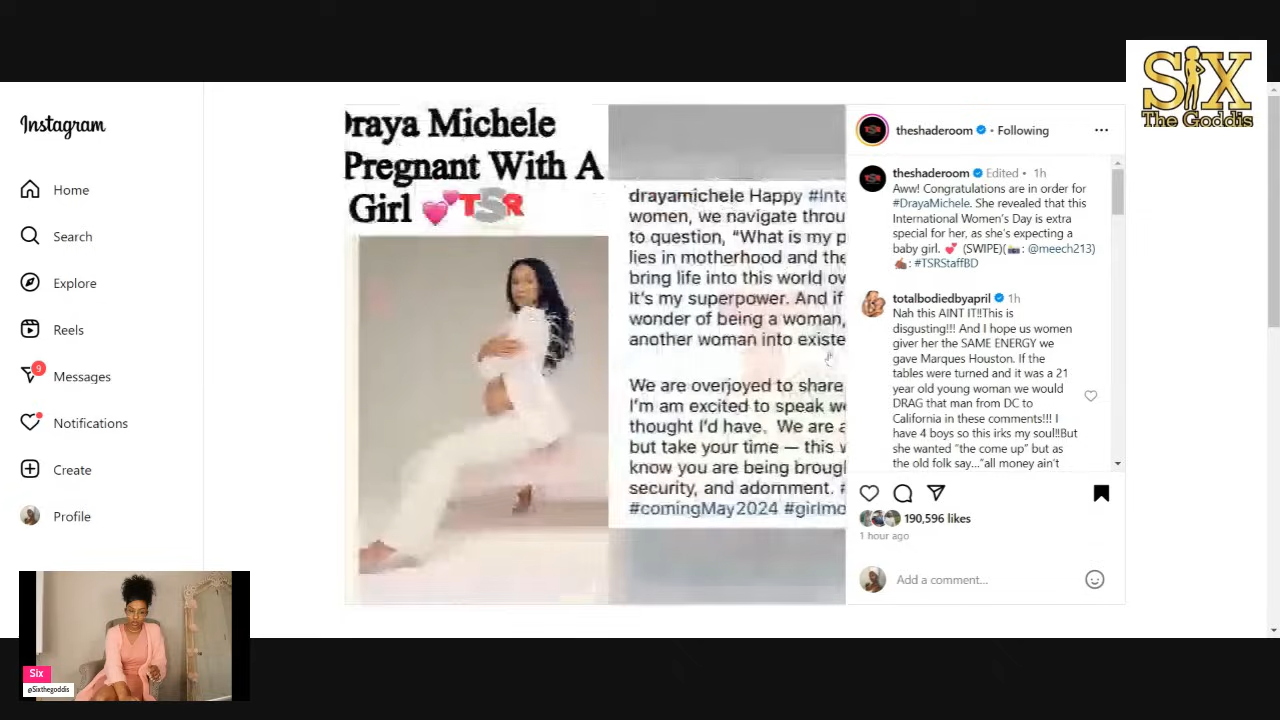 SIX
The Goddis
Instagram
Home
Search
Explore
Reels
9
Messages
Notifications
Create
Profile
Six
@Sixthegoddis
Draya Michele
Pregnant With A
Girl 💕TSR
drayamichele Happy #Inte
women, we navigate throu
to question, “What is my p
lies in motherhood and the
bring life into this world ov
It's my superpower. And if
wonder of being a woman,
another woman into existe
We are overjoyed to share
I'm am excited to speak we
thought I'd have. We are a
but take your time — this w
know you are being brough
security, and adornment. #
#comingMay2024 #girlmo
theshaderoom • Following
theshaderoom Edited • 1h
Aww! Congratulations are in order for
#DrayaMichele. She revealed that this
International Women's Day is extra
special for her, as she's expecting a
baby girl. 💕 (SWIPE)(📸: @meech213)
✍🏾: #TSRStaffBD
totalbodiedbyapril 1h
Nah this AINT IT!!This is
disgusting!!! And I hope us women
giver her the SAME ENERGY we
gave Marques Houston. If the
tables were turned and it was a 21
year old young woman we would
DRAG that man from DC to
California in these comments!!! I
have 4 boys so this irks my soul!!But
she wanted “the come up” but as
the old folk say...“all money ain't
190,596 likes
1 hour ago
Add a comment...